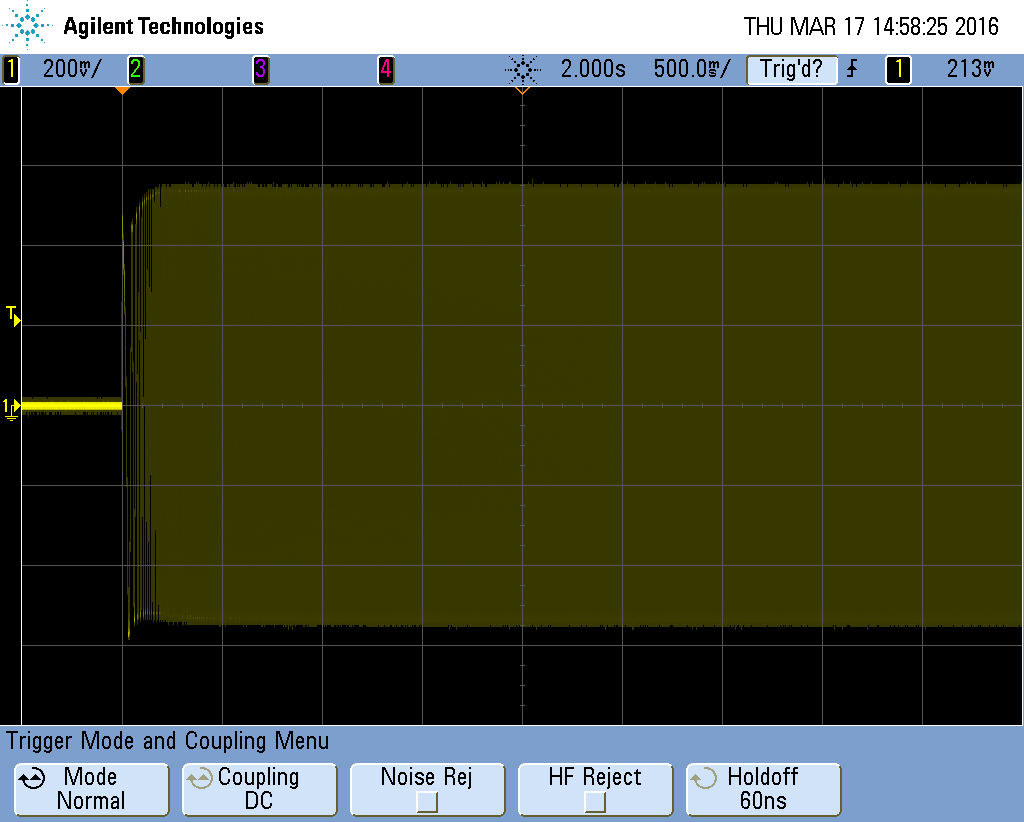 Agilent Technologies THU MAR 17 14:58:25 2016
1 200mV/ 2 3 4 2.000s 500.0ms/ Trig'd? 1 213mV
T
1
Trigger Mode and Coupling Menu
Mode Coupling Noise Rej HF Reject Holdoff
Normal DC 60ns